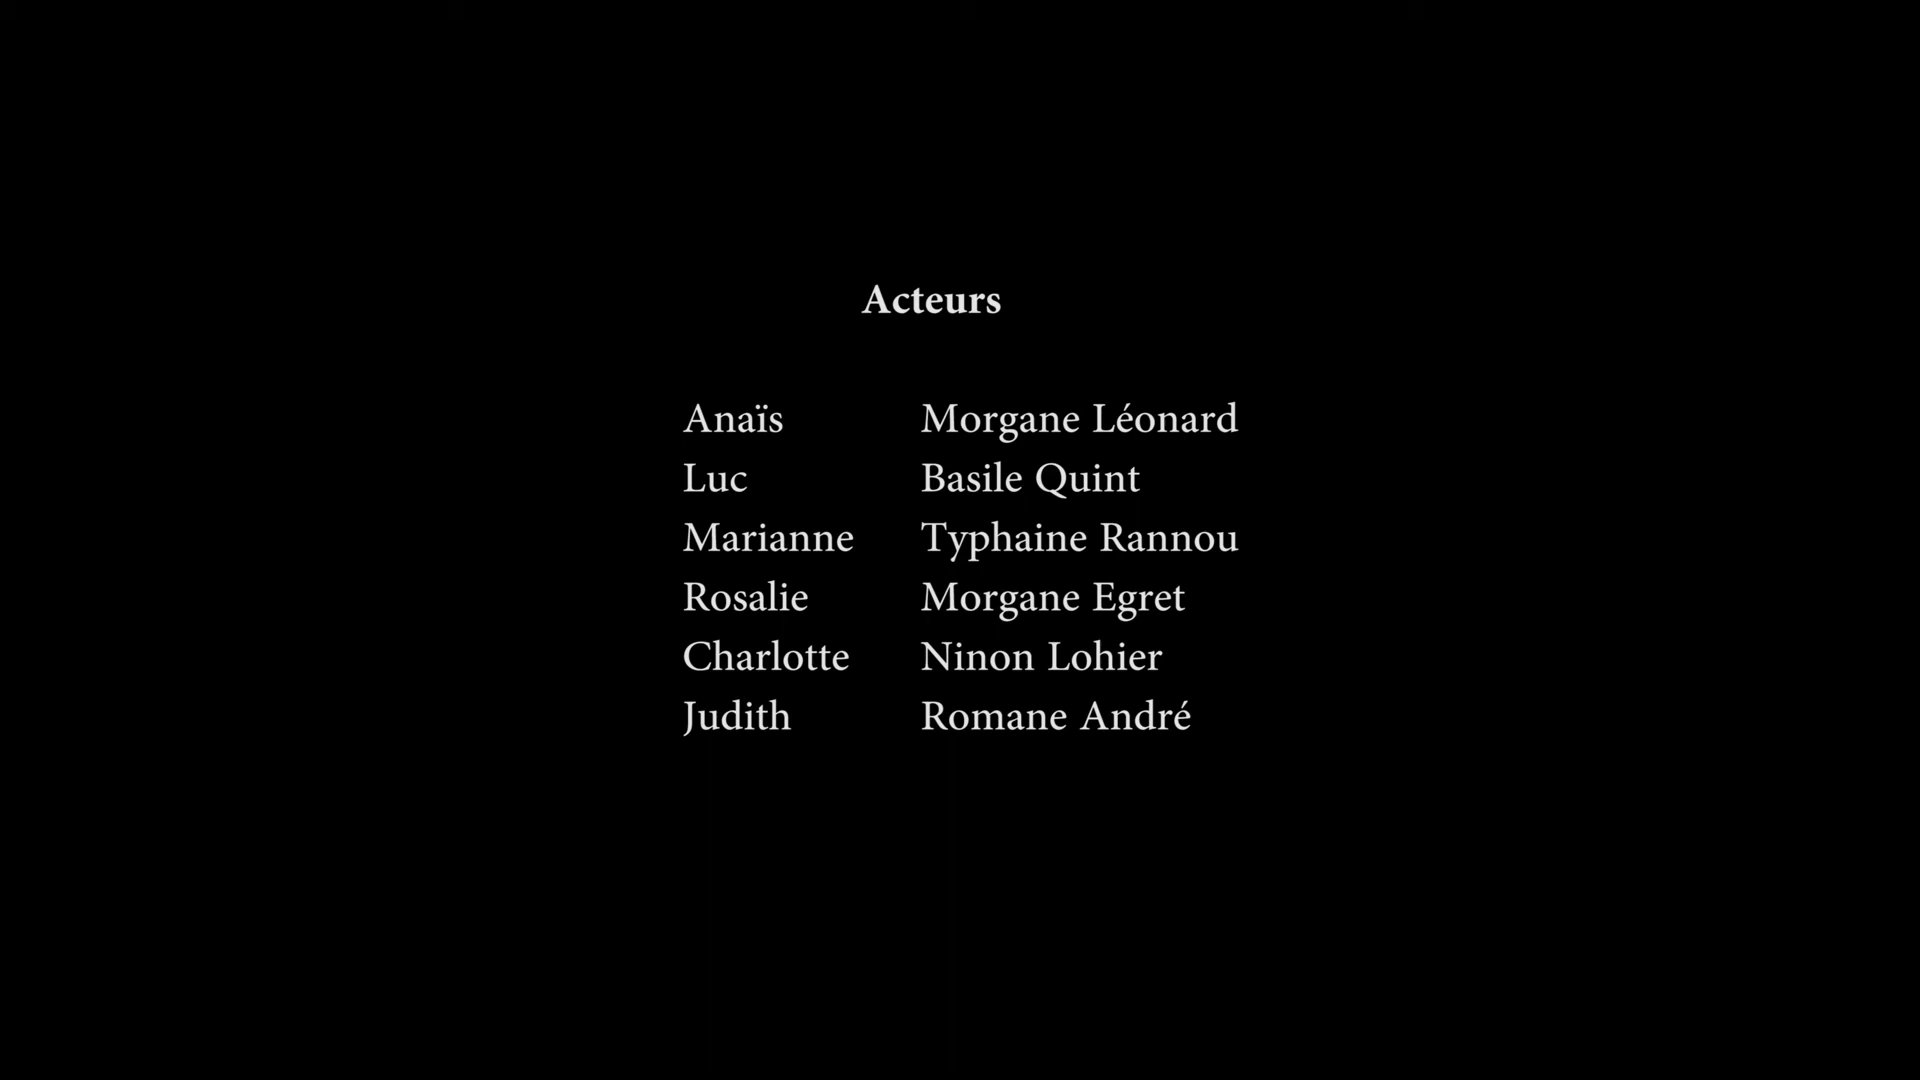 Acteurs
Anaïs Morgane Léonard
Luc Basile Quint
Marianne Typhaine Rannou
Rosalie Morgane Egret
Charlotte Ninon Lohier
Judith Romane André